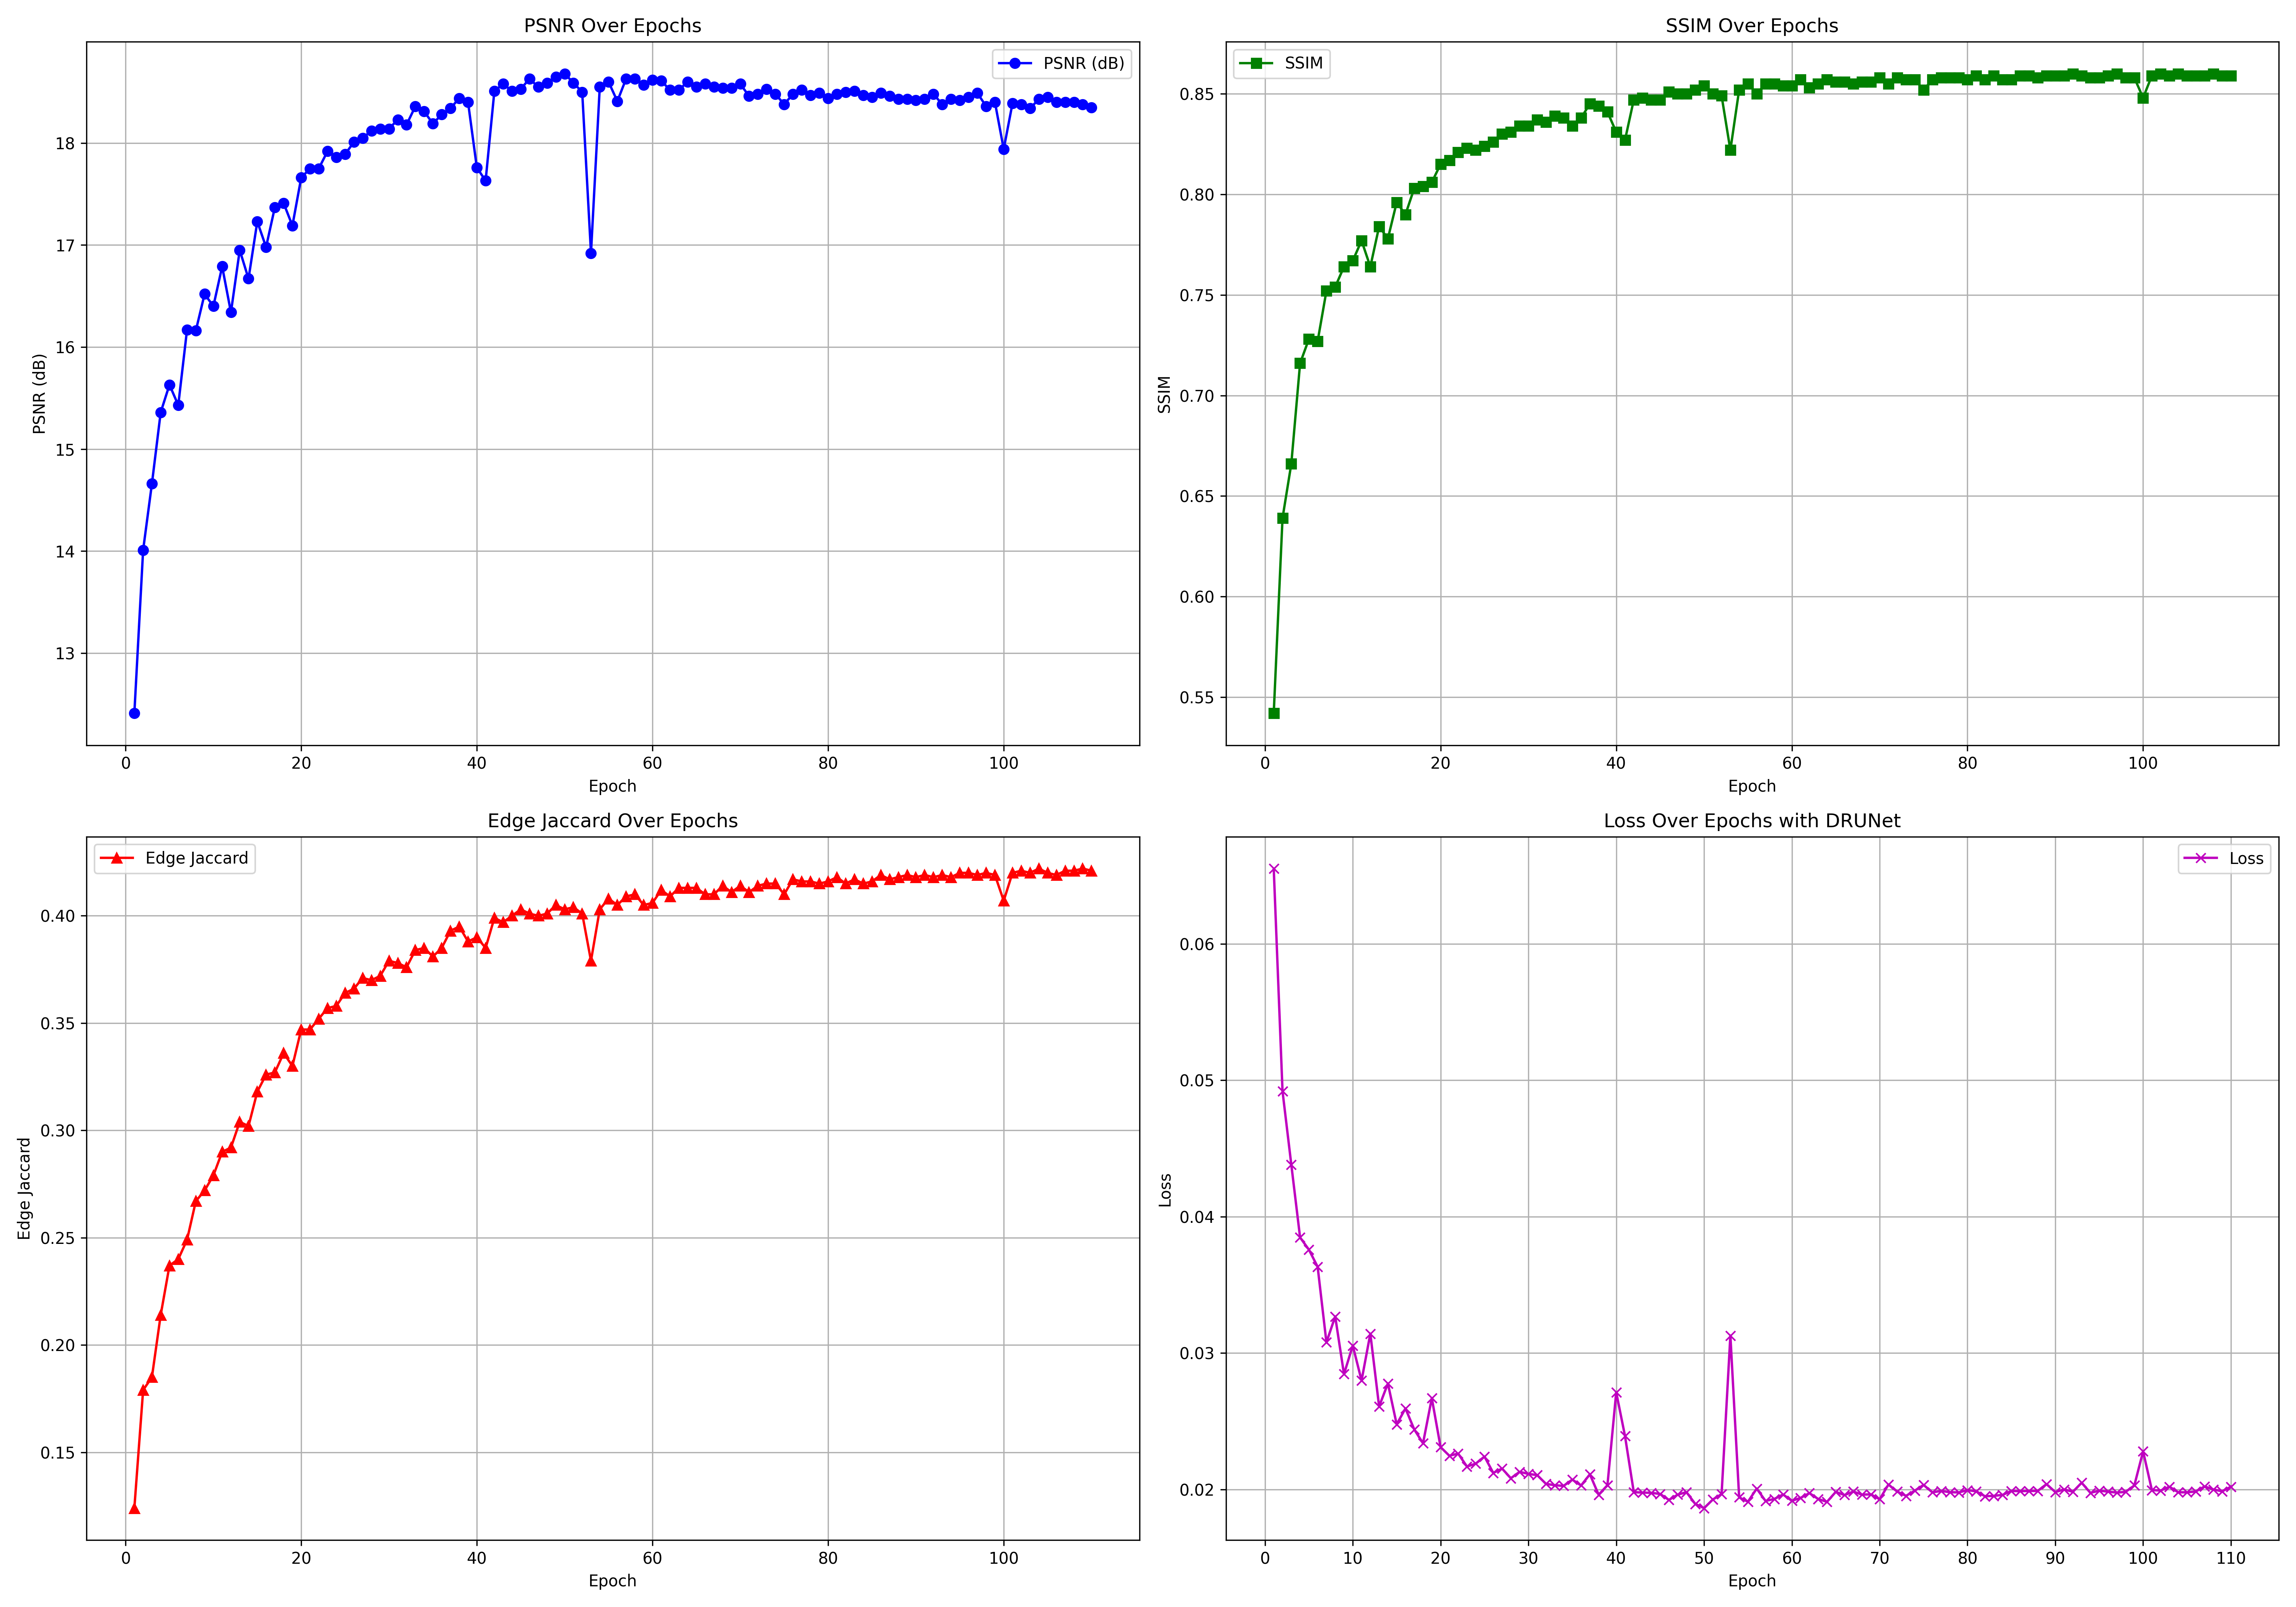 PSNR Over Epochs
PSNR (dB)
18
17
16
15
14
13
PSNR (dB)
0 20 40 60 80 100
Epoch
SSIM Over Epochs
SSIM
0.85
0.80
0.75
0.70
0.65
0.60
0.55
SSIM
0 20 40 60 80 100
Epoch
Edge Jaccard Over Epochs
Edge Jaccard
0.40
0.35
0.30
0.25
0.20
0.15
Edge Jaccard
0 20 40 60 80 100
Epoch
Loss Over Epochs with DRUNet
Loss
0.06
0.05
0.04
0.03
0.02
Loss
0 10 20 30 40 50 60 70 80 90 100 110
Epoch